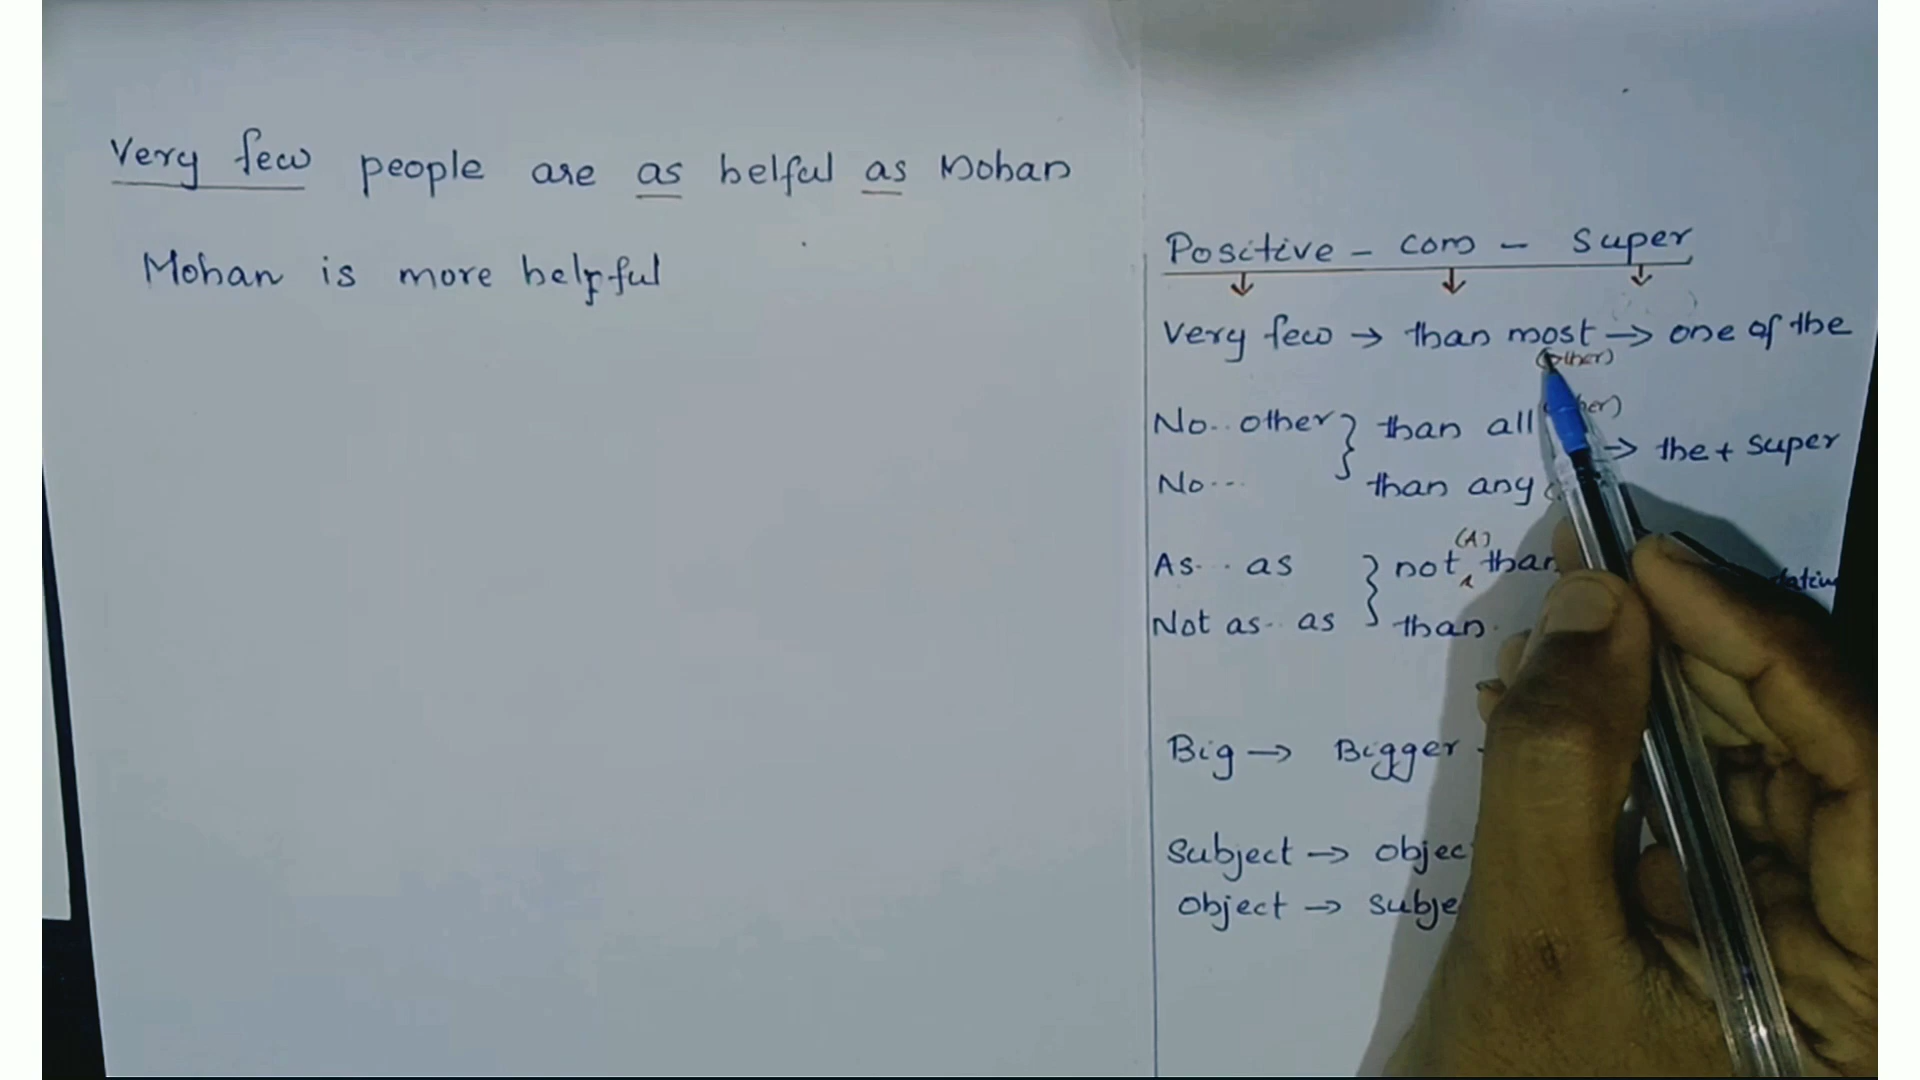 Very few people are as helful as Mohan
Mohan is more helpful
Positive - com - super
Very few → than most → one of the
(other)
No.. other } than all
→ the + super
No... than any
(A)
As... as } not than
Not as.. as than.
Big → Bigger
Subject → objec
object → subje